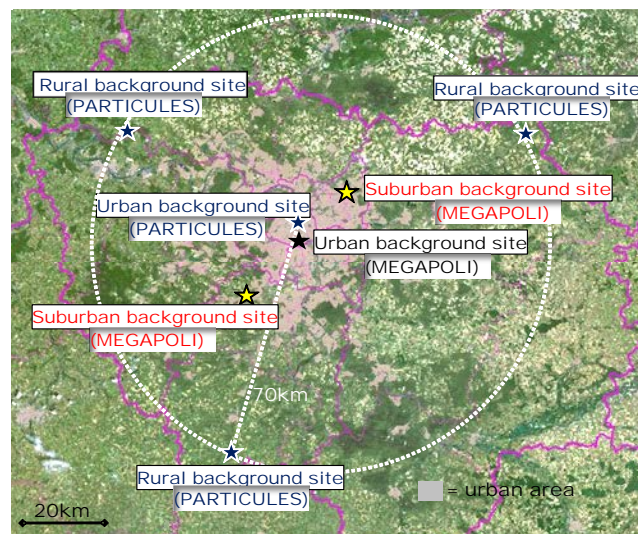 Rural background site
(PARTICULES)
Rural background site
(PARTICULES)
Suburban background site
(MEGAPOLI)
Urban background site
(PARTICULES)
Urban background site
(MEGAPOLI)
Suburban background site
(MEGAPOLI)
70km
Rural background site
(PARTICULES)
= urban area
20km